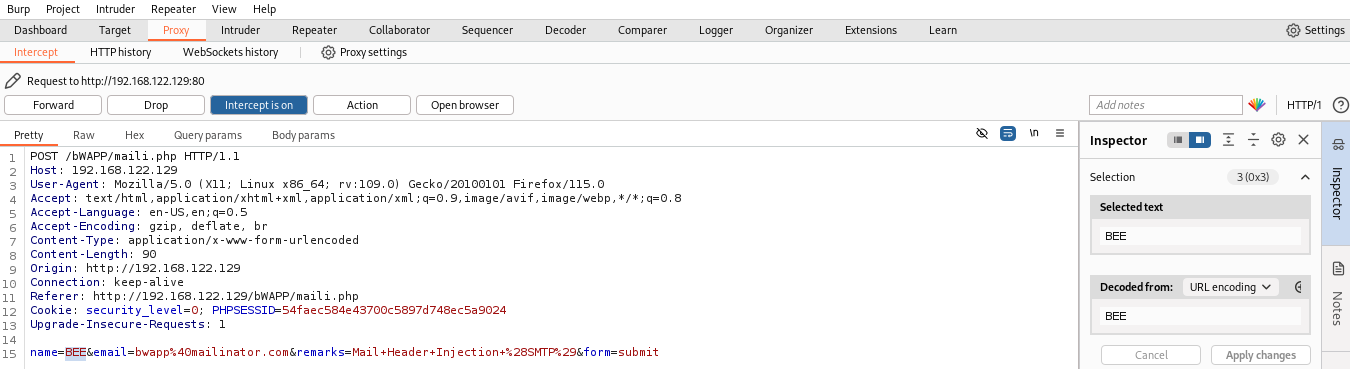 Burp Project Intruder Repeater View Help
Dashboard Target Proxy Intruder Repeater Collaborator Sequencer Decoder Comparer Logger Organizer Extensions Learn Settings
Intercept HTTP history WebSockets history Proxy settings
Request to http://192.168.122.129:80
Forward Drop Intercept is on Action Open browser Add notes HTTP/1
Pretty Raw Hex Query params Body params \n
Inspector
1 POST /bWAPP/maili.php HTTP/1.1
2 Host: 192.168.122.129
3 User-Agent: Mozilla/5.0 (X11; Linux x86_64; rv:109.0) Gecko/20100101 Firefox/115.0
4 Accept: text/html,application/xhtml+xml,application/xml;q=0.9,image/avif,image/webp,*/*;q=0.8
5 Accept-Language: en-US,en;q=0.5
6 Accept-Encoding: gzip, deflate, br
7 Content-Type: application/x-www-form-urlencoded
8 Content-Length: 90
9 Origin: http://192.168.122.129
10 Connection: keep-alive
11 Referer: http://192.168.122.129/bWAPP/maili.php
12 Cookie: security_level=0; PHPSESSID=54faec584e43700c5897d748ec5a9024
13 Upgrade-Insecure-Requests: 1
14
15 name=BEE&email=bwapp%40mailinator.com&remarks=Mail+Header+Injection+%28SMTP%29&form=submit
Selection 3 (0x3)
Selected text
BEE
Decoded from: URL encoding
BEE
Cancel Apply changes
Inspector
Notes